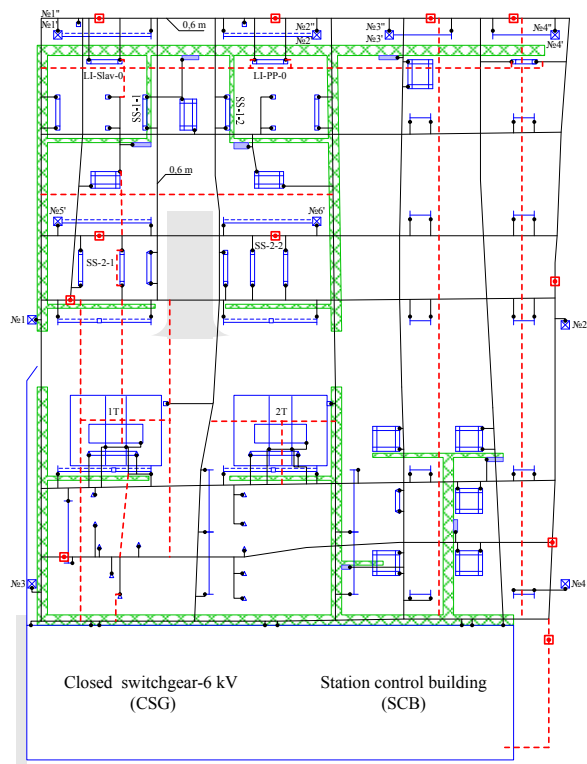 №1" 0,6 m №2" №3" №4"
№1' №2' №3' №4'
LI-Slav-0 LI-PP-0
SS-1-1 SS-1-2
0,6 m
№5' №6'
SS-2-1 SS-2-2
№1 №2
1T 2T
№3 №4
Closed switchgear-6 kV Station control building
(CSG) (SCB)